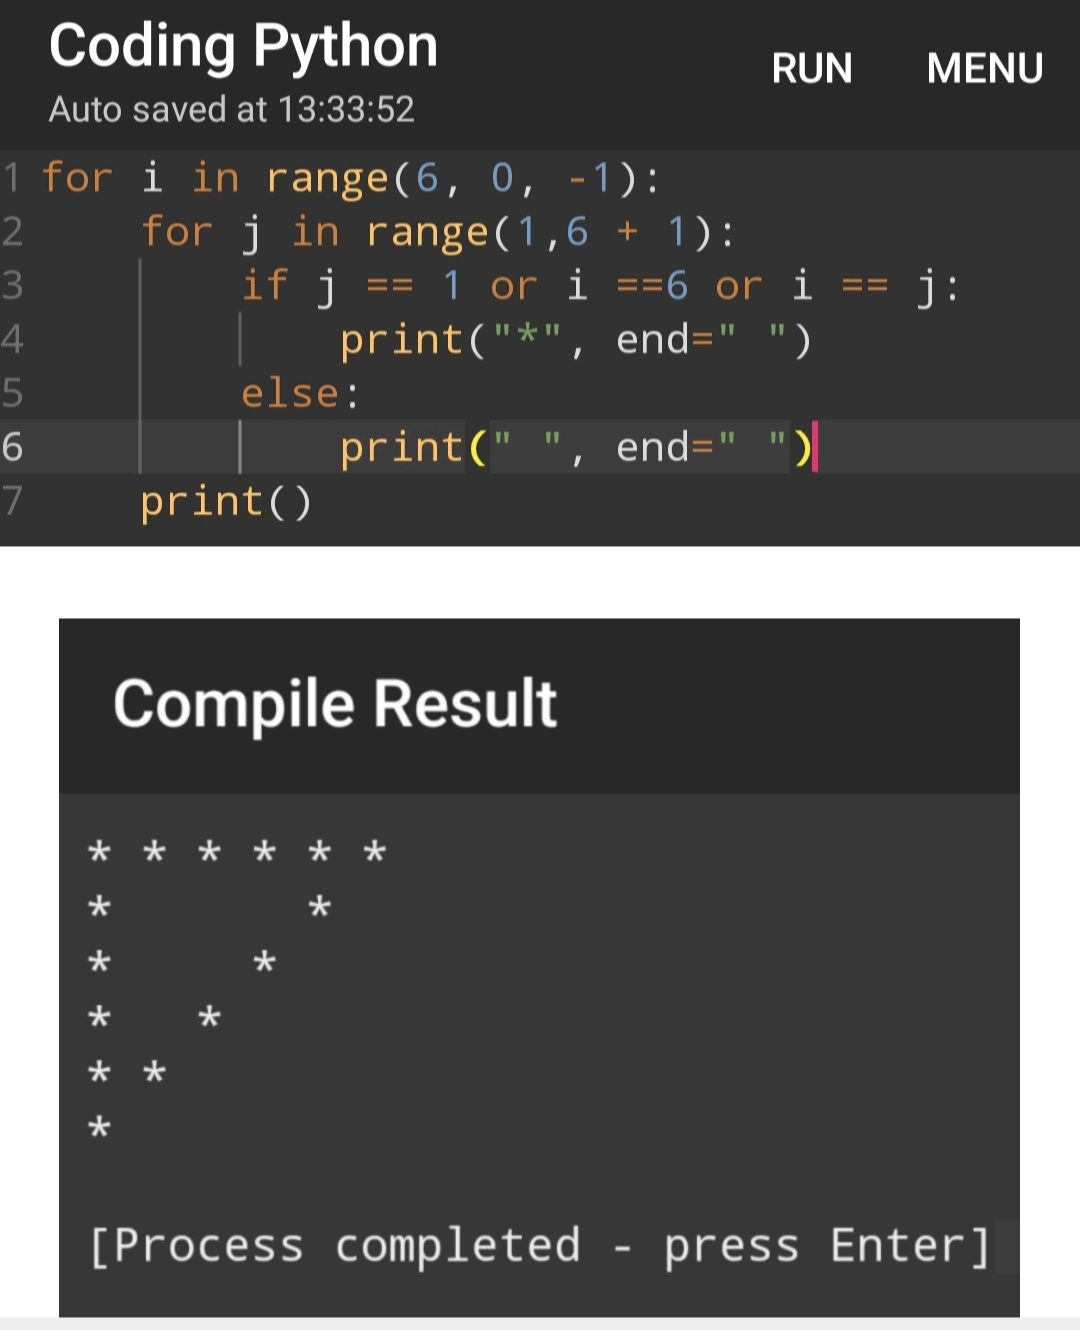 Coding Python
RUN MENU
Auto saved at 13:33:52
1 for i in range(6, 0, -1):
2     for j in range(1,6 + 1):
3         if j == 1 or i ==6 or i == j:
4             print("*", end=" ")
5         else:
6             print(" ", end=" ")
7     print()
Compile Result
* * * * * *
*       *
*     *
*   *
* *
*
[Process completed - press Enter]